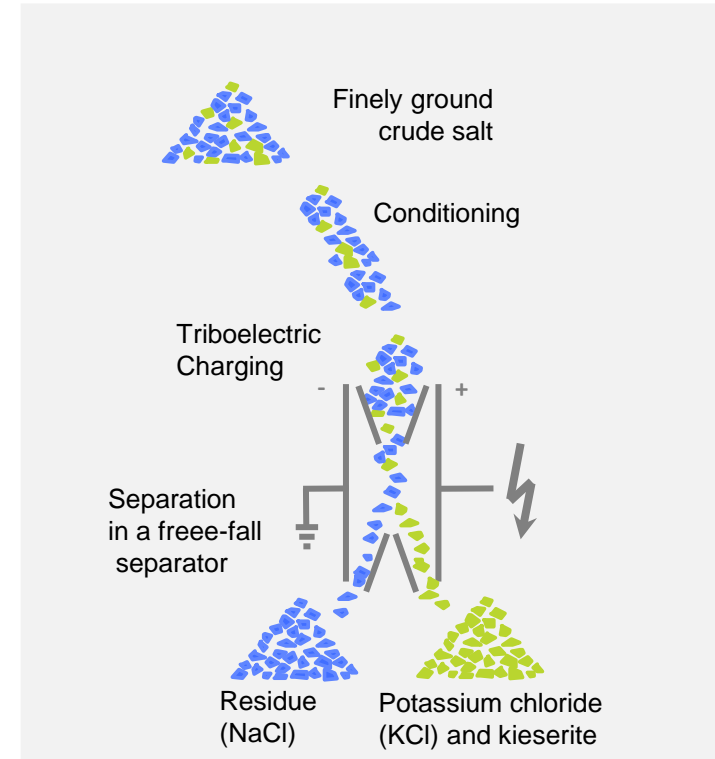 Finely ground
crude salt
Conditioning
Triboelectric
Charging
- +
Separation
in a freee-fall
separator
Residue
(NaCl)
Potassium chloride
(KCl) and kieserite